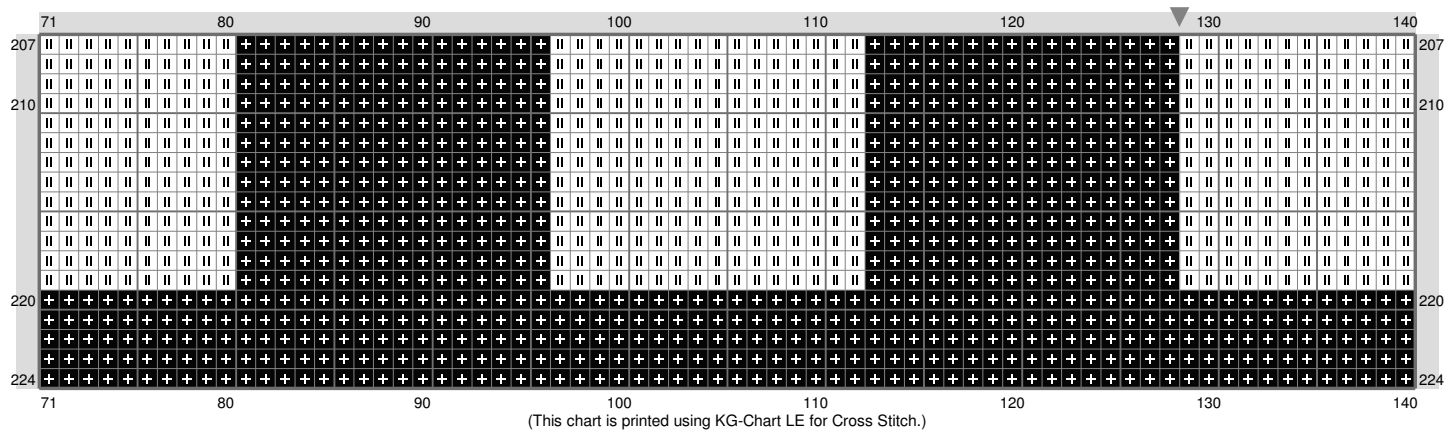 71 80 90 100 110 120 130 140
207 207
210 210
220 220
224 224
71 80 90 100 110 120 130 140
(This chart is printed using KG-Chart LE for Cross Stitch.)